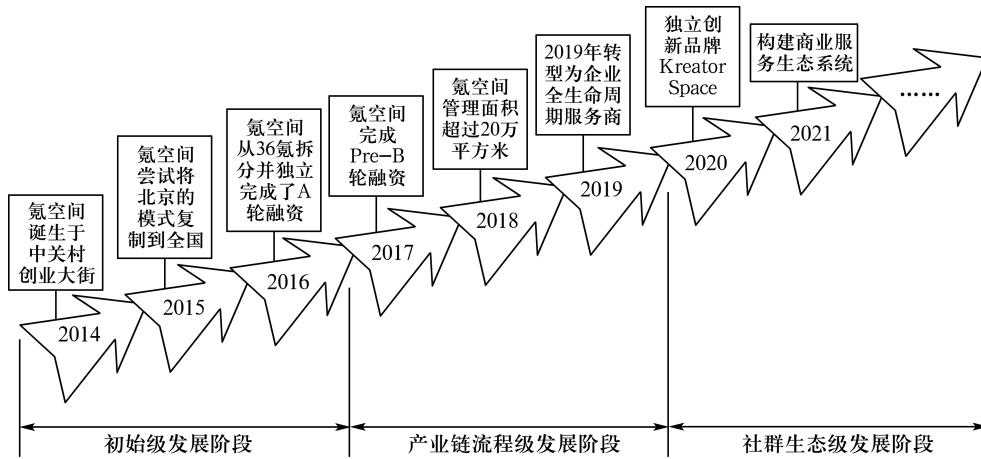 氪空间
诞生于
中关村
创业大街
2014
氪空间
尝试将
北京的
模式复
制到全国
2015
氪空间
从36氪拆
分并独立
完成了A
轮融资
2016
氪空间
完成
Pre-B
轮融资
2017
氪空间
管理面积
超过20万
平方米
2018
2019年转
型为企业
全生命周
期服务商
2019
独立创
新品牌
Kreator
Space
2020
构建商业服
务生态系统
2021
……
初始级发展阶段
产业链流程级发展阶段
社群生态级发展阶段